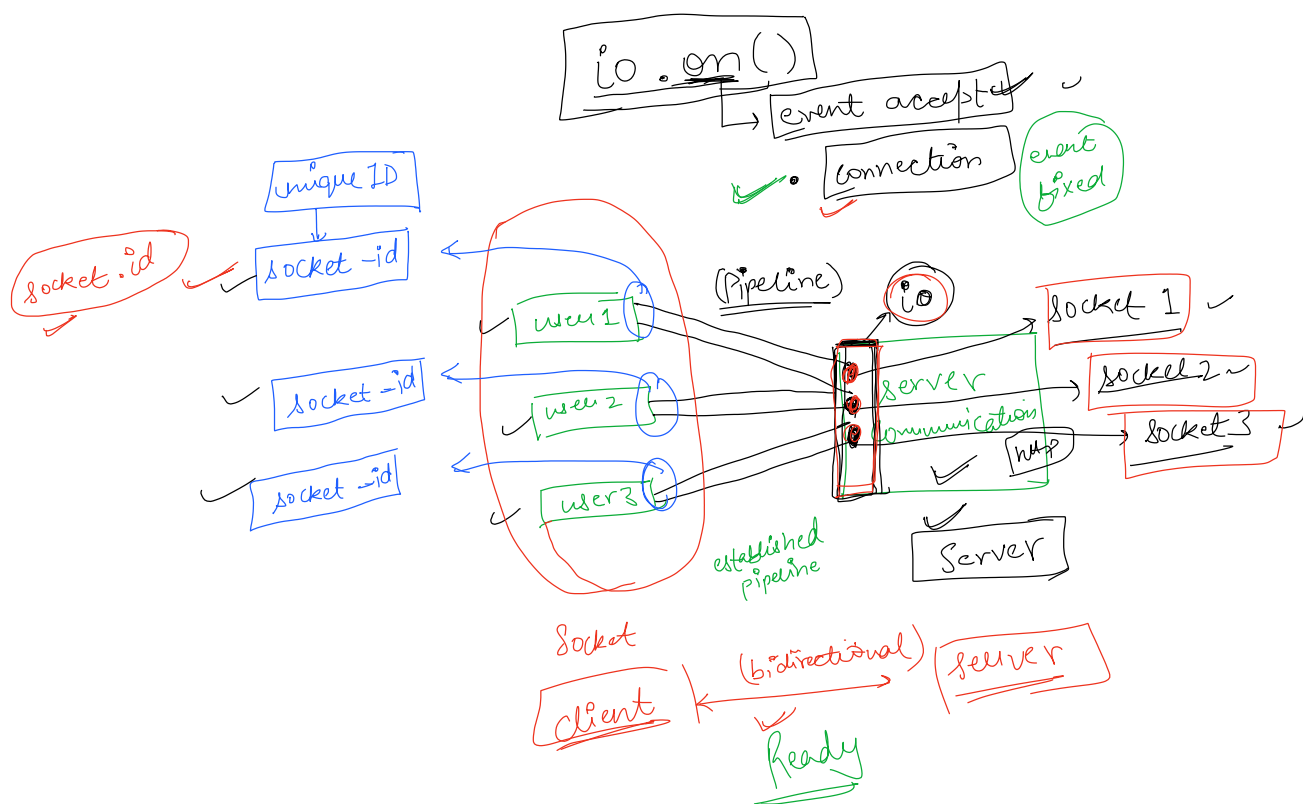 io.on()
event accept
connection
event
fixed
unique ID
socket-id
socket.id
(Pipeline)
io
socket 1
user1
server
socket 2
socket-id
user2
communication
socket 3
http
socket-id
user3
Server
established
pipeline
Socket
(bidirectional)
server
client
Ready